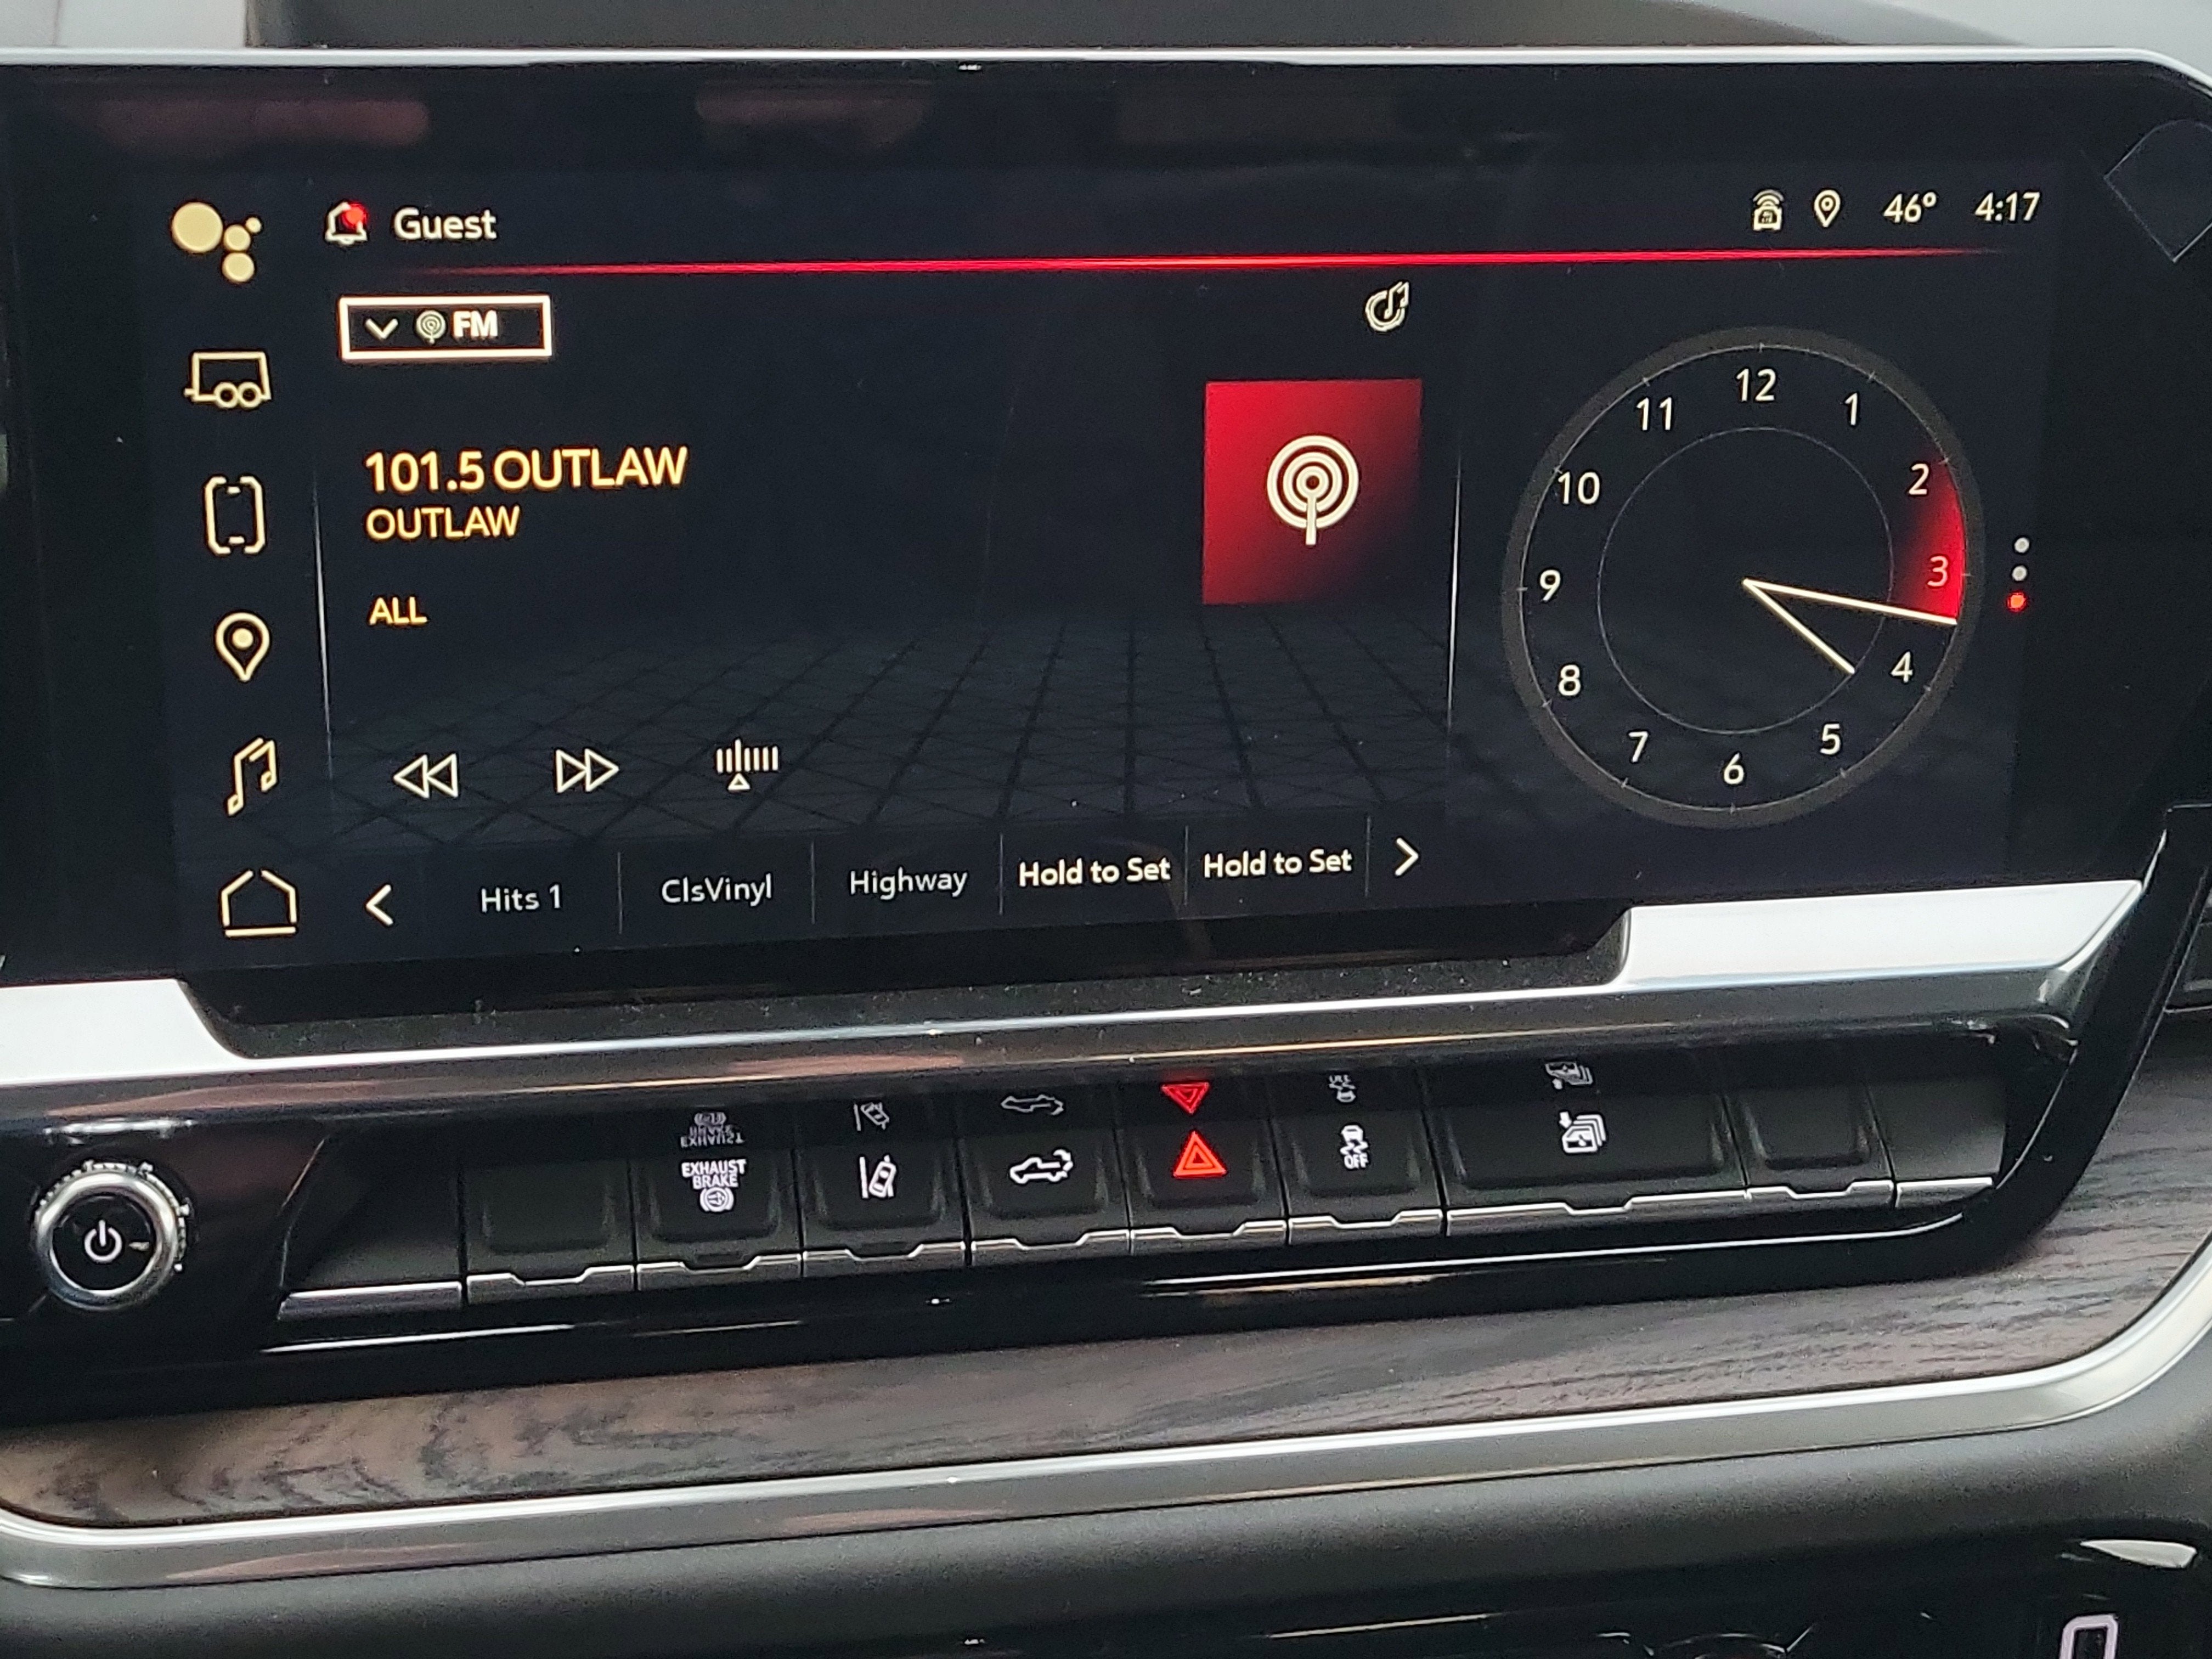 Guest
46° 4:17
FM
101.5 OUTLAW
OUTLAW
ALL
Hits 1
ClsVinyl
Highway
Hold to Set
Hold to Set
12
1
2
3
4
5
6
7
8
9
10
11
EXHAUST
BRAKE
OFF